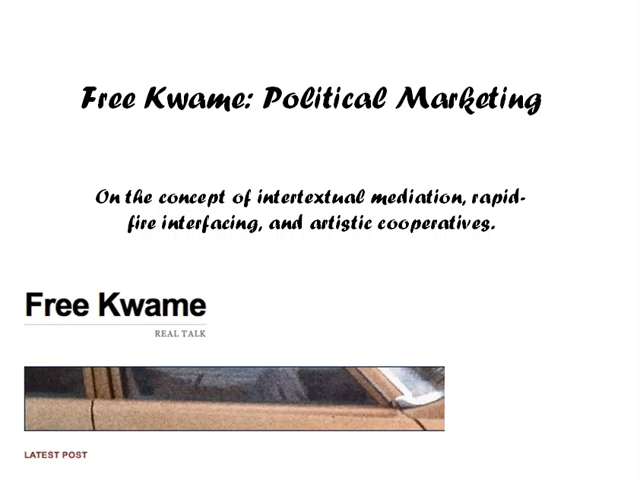 Free Kwame: Political Marketing
On the concept of intertextual mediation, rapid-
fire interfacing, and artistic cooperatives.
Free Kwame
REAL TALK
LATEST POST